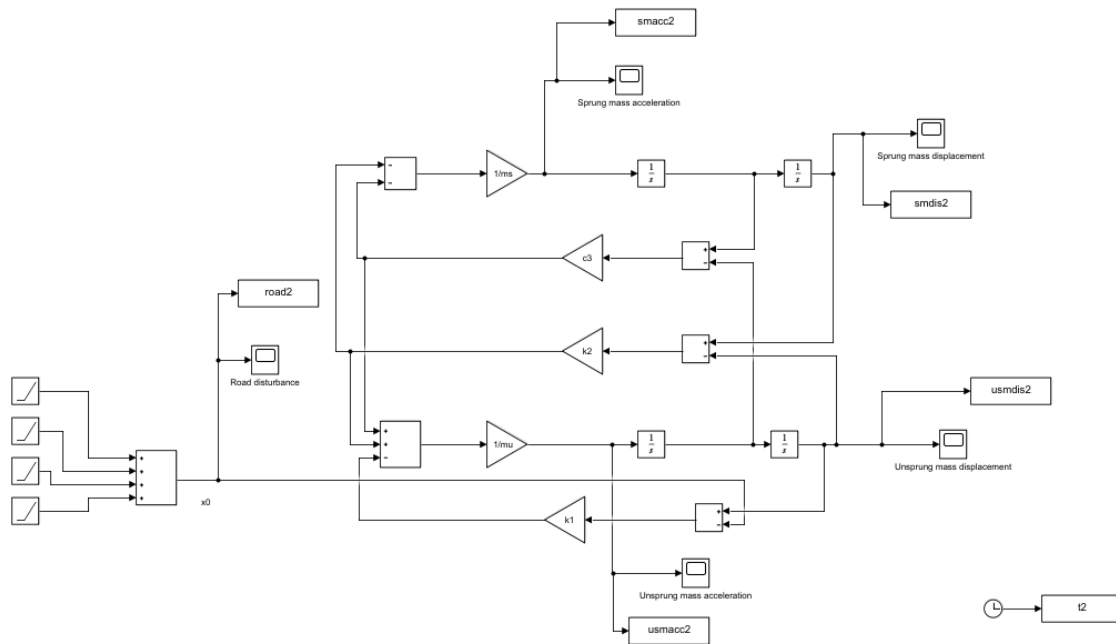 smacc2
Sprung mass acceleration
Sprung mass displacement
1/ms
1
s
1
s
smdis2
c3
road2
k2
Road disturbance
usmdis2
1/mu
1
s
1
s
Unsprung mass displacement
x0
k1
Unsprung mass acceleration
t2
usmacc2